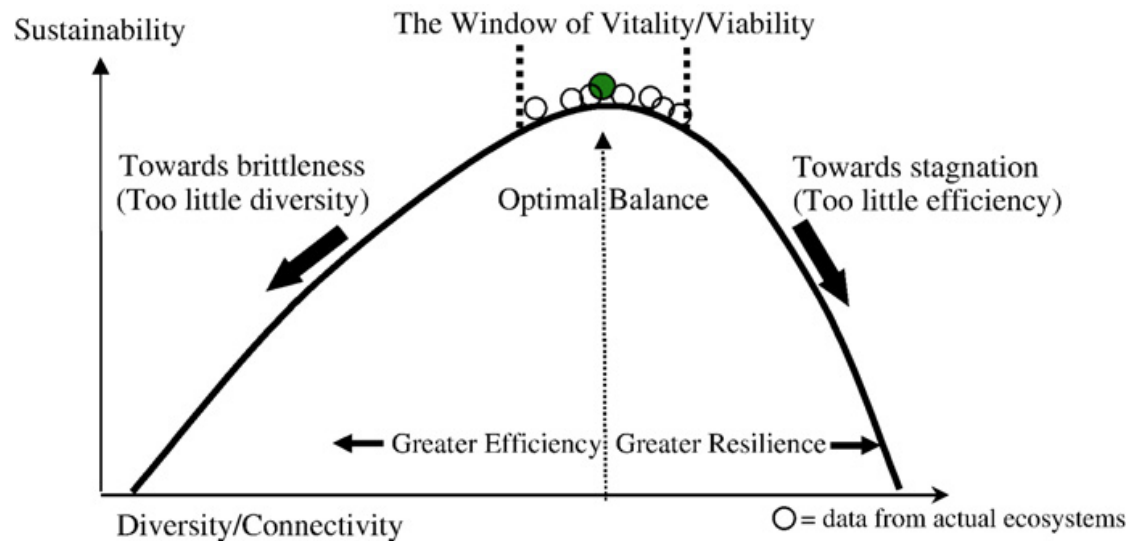 Sustainability
The Window of Vitality/Viability
Towards brittleness
(Too little diversity)
Towards stagnation
(Too little efficiency)
Optimal Balance
Greater Efficiency
Greater Resilience
Diversity/Connectivity
= data from actual ecosystems